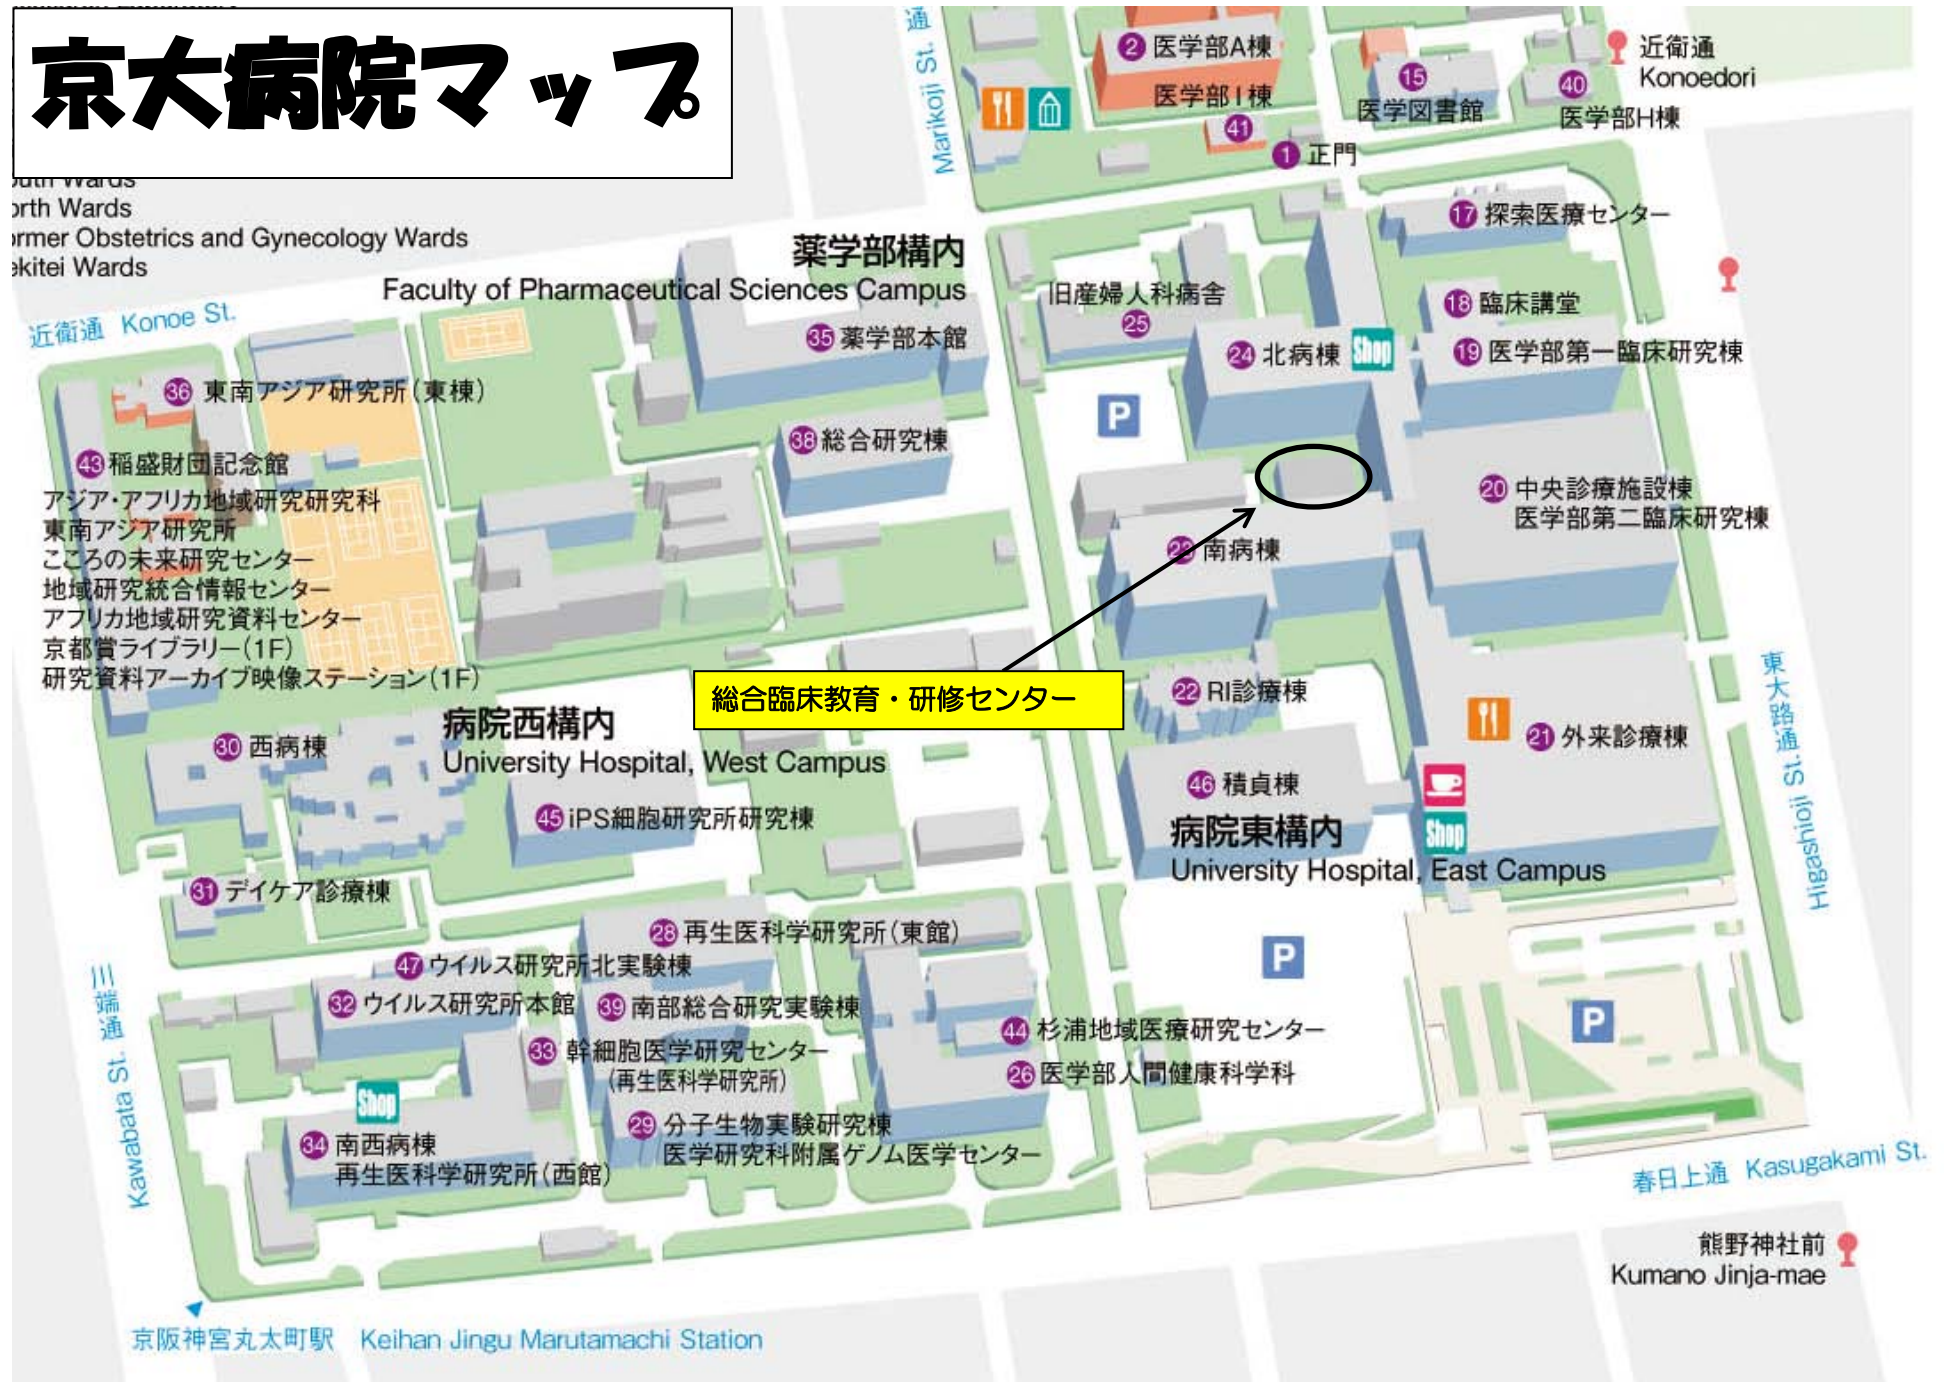 京大病院マップ
outh Wards
orth Wards
ormer Obstetrics and Gynecology Wards
ekitei Wards
Marikoji St. 通
2 医学部A棟
医学部I棟
41
1 正門
15
医学図書館
40
医学部H棟
近衛通
Konoedori
17 探索医療センター
薬学部構内
Faculty of Pharmaceutical Sciences Campus
近衛通 Konoe St.
旧産婦人科病舎
25
18 臨床講堂
35 薬学部本館
24 北病棟
Shop
19 医学部第一臨床研究棟
36 東南アジア研究所(東棟)
P
38 総合研究棟
43 稲盛財団記念館
アジア・アフリカ地域研究研究科
東南アジア研究所
こころの未来研究センター
地域研究統合情報センター
アフリカ地域研究資料センター
京都賞ライブラリー(1F)
研究資料アーカイブ映像ステーション(1F)
20 中央診療施設棟
医学部第二臨床研究棟
23 南病棟
総合臨床教育・研修センター
22 RI診療棟
東大路通 Higashioji St.
病院西構内
University Hospital, West Campus
30 西病棟
21 外来診療棟
46 積貞棟
45 iPS細胞研究所研究棟
Shop
病院東構内
University Hospital, East Campus
31 デイケア診療棟
28 再生医科学研究所(東館)
47 ウイルス研究所北実験棟
32 ウイルス研究所本館
39 南部総合研究実験棟
P
P
44 杉浦地域医療研究センター
33 幹細胞医学研究センター
(再生医科学研究所)
26 医学部人間健康科学科
川端通 Kawabata St.
Shop
29 分子生物実験研究棟
医学研究科附属ゲノム医学センター
34 南西病棟
再生医科学研究所(西館)
春日上通 Kasugakami St.
熊野神社前
Kumano Jinja-mae
京阪神宮丸太町駅 Keihan Jingu Marutamachi Station